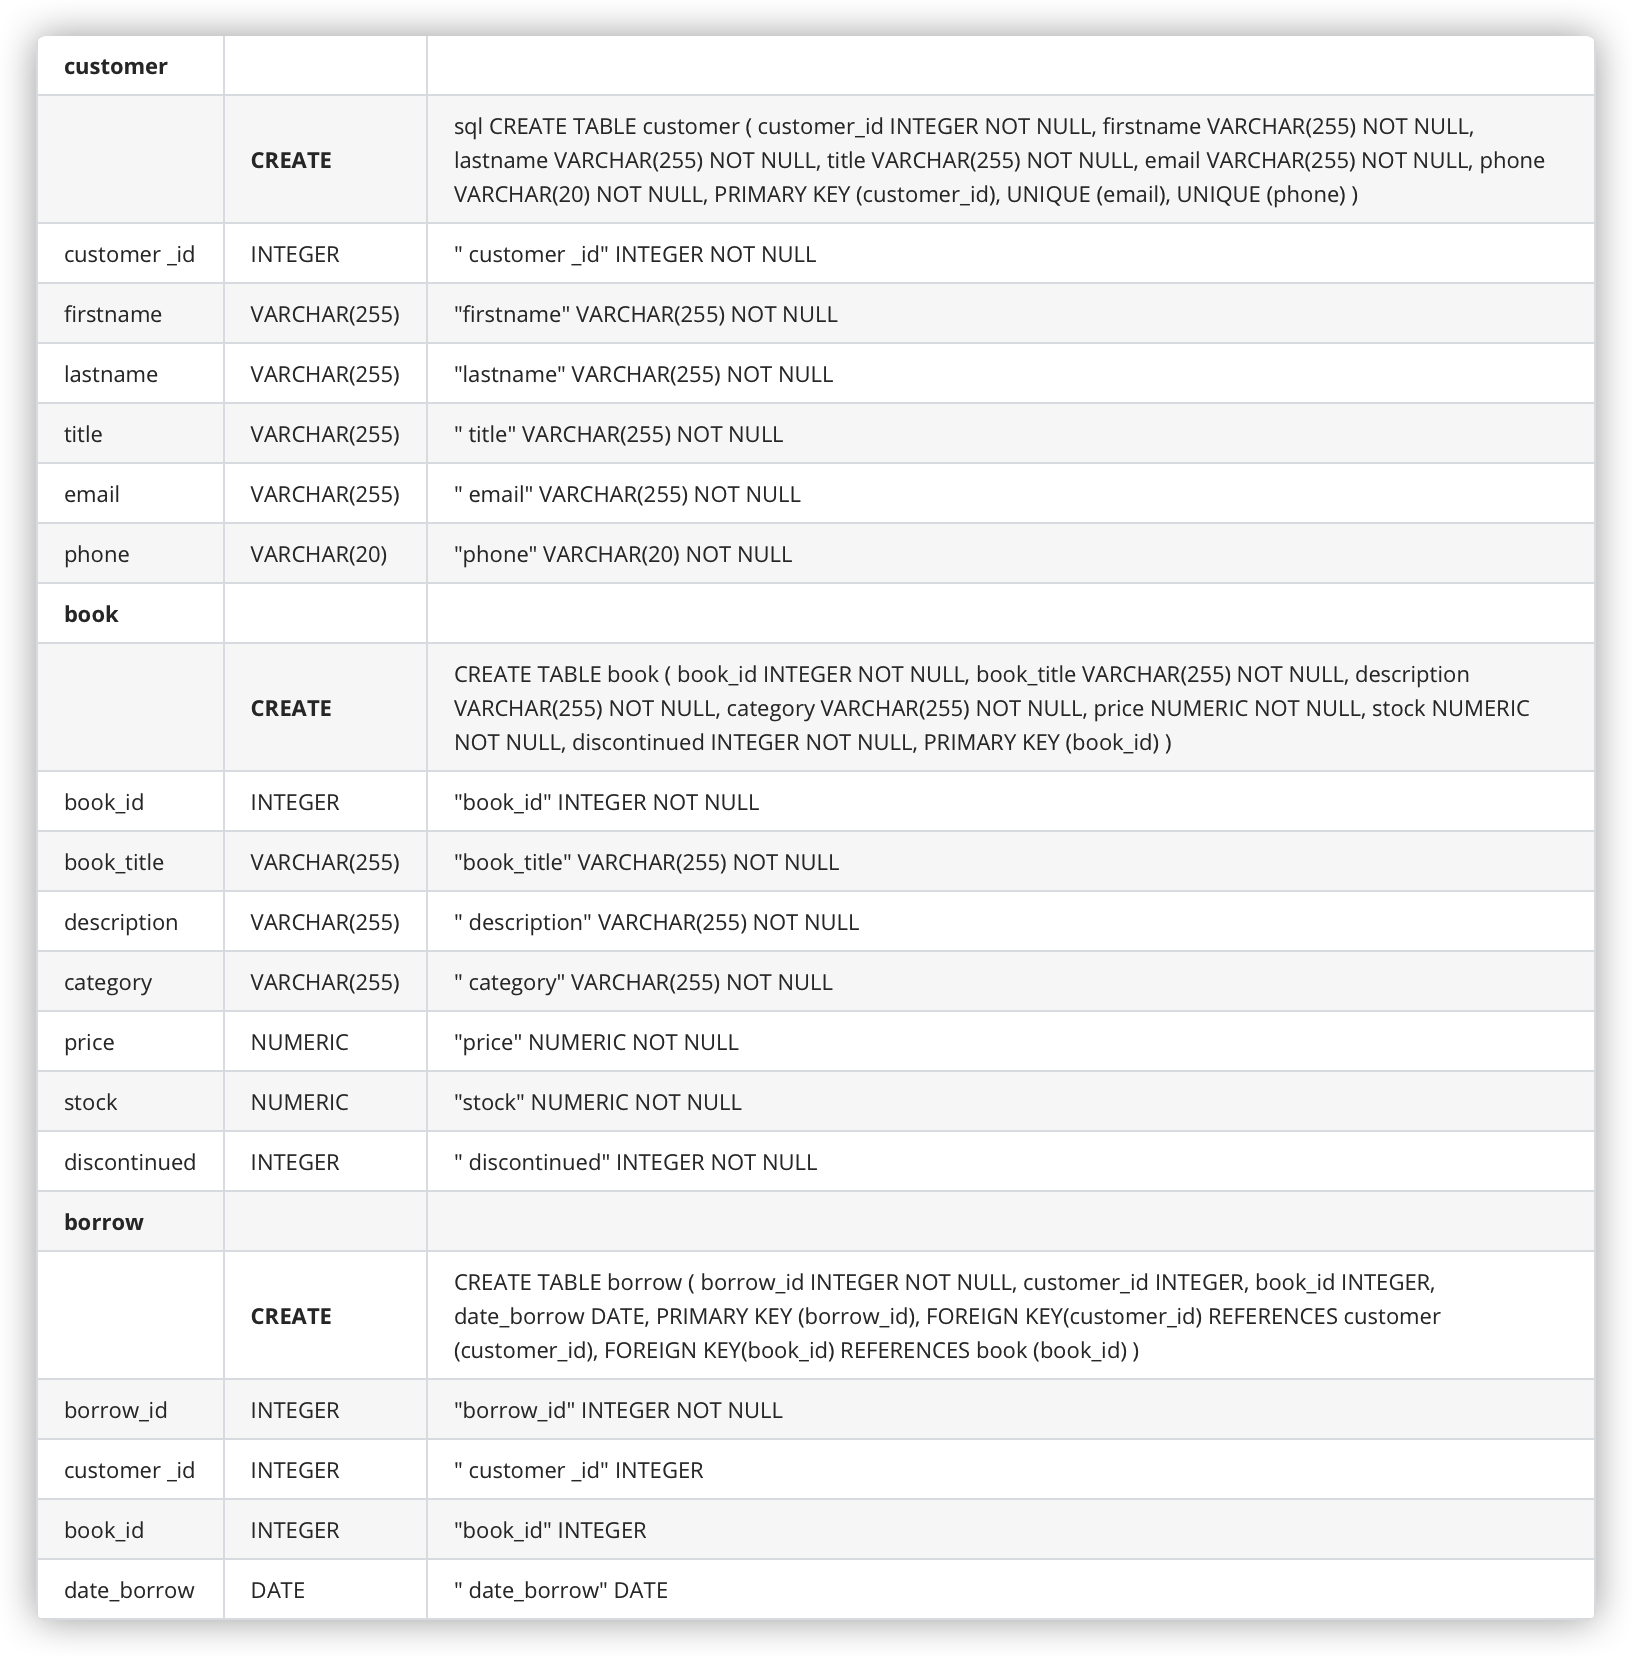 customer
CREATE
sql CREATE TABLE customer ( customer_id INTEGER NOT NULL, firstname VARCHAR(255) NOT NULL,
lastname VARCHAR(255) NOT NULL, title VARCHAR(255) NOT NULL, email VARCHAR(255) NOT NULL, phone
VARCHAR(20) NOT NULL, PRIMARY KEY (customer_id), UNIQUE (email), UNIQUE (phone) )
customer _id INTEGER " customer _id" INTEGER NOT NULL
firstname VARCHAR(255) "firstname" VARCHAR(255) NOT NULL
lastname VARCHAR(255) "lastname" VARCHAR(255) NOT NULL
title VARCHAR(255) " title" VARCHAR(255) NOT NULL
email VARCHAR(255) " email" VARCHAR(255) NOT NULL
phone VARCHAR(20) "phone" VARCHAR(20) NOT NULL
book
CREATE
CREATE TABLE book ( book_id INTEGER NOT NULL, book_title VARCHAR(255) NOT NULL, description
VARCHAR(255) NOT NULL, category VARCHAR(255) NOT NULL, price NUMERIC NOT NULL, stock NUMERIC
NOT NULL, discontinued INTEGER NOT NULL, PRIMARY KEY (book_id) )
book_id INTEGER "book_id" INTEGER NOT NULL
book_title VARCHAR(255) "book_title" VARCHAR(255) NOT NULL
description VARCHAR(255) " description" VARCHAR(255) NOT NULL
category VARCHAR(255) " category" VARCHAR(255) NOT NULL
price NUMERIC "price" NUMERIC NOT NULL
stock NUMERIC "stock" NUMERIC NOT NULL
discontinued INTEGER " discontinued" INTEGER NOT NULL
borrow
CREATE
CREATE TABLE borrow ( borrow_id INTEGER NOT NULL, customer_id INTEGER, book_id INTEGER,
date_borrow DATE, PRIMARY KEY (borrow_id), FOREIGN KEY(customer_id) REFERENCES customer
(customer_id), FOREIGN KEY(book_id) REFERENCES book (book_id) )
borrow_id INTEGER "borrow_id" INTEGER NOT NULL
customer _id INTEGER " customer _id" INTEGER
book_id INTEGER "book_id" INTEGER
date_borrow DATE " date_borrow" DATE